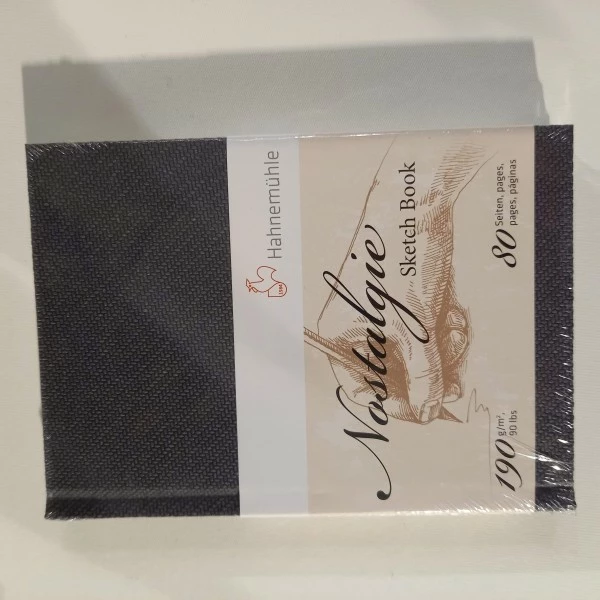 Hahnemühle
Nostalgie
Sketch Book
190 g/m²,
90 lbs
80 Seiten, pages,
pages, páginas